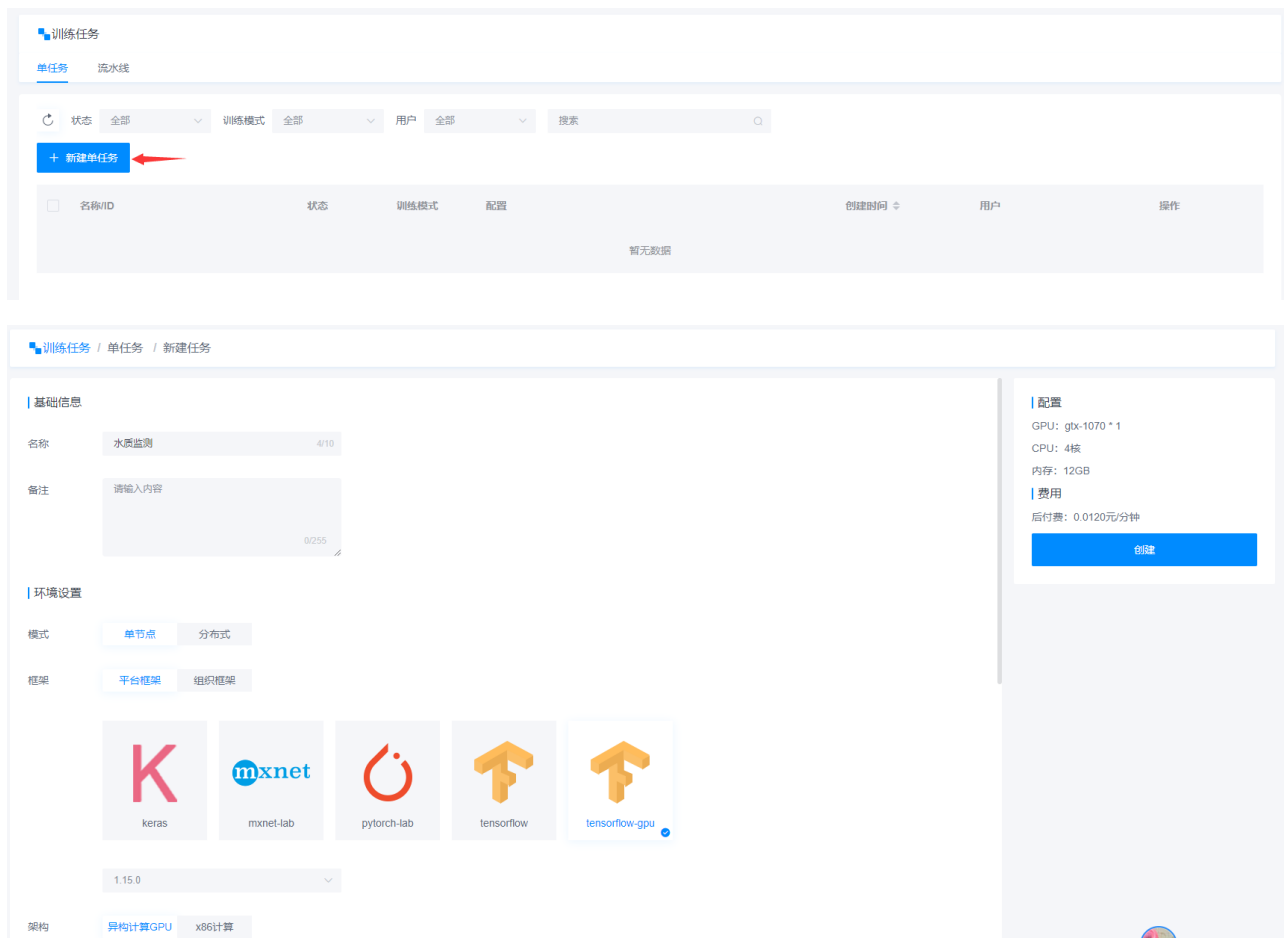 训练任务
单任务 流水线
状态 全部 训练模式 全部 用户 全部 搜索
+ 新建单任务
名称/ID 状态 训练模式 配置 创建时间 用户 操作
暂无数据
训练任务 / 单任务 / 新建任务
基础信息
名称 水质监测 4/10
备注 请输入内容
0/255
环境设置
模式 单节点 分布式
框架 平台框架 组织框架
K mxnet
keras mxnet-lab pytorch-lab tensorflow tensorflow-gpu
1.15.0
架构 异构计算GPU x86计算
配置
GPU：gtx-1070 * 1
CPU：4核
内存：12GB
费用
后付费：0.0120元/分钟
创建